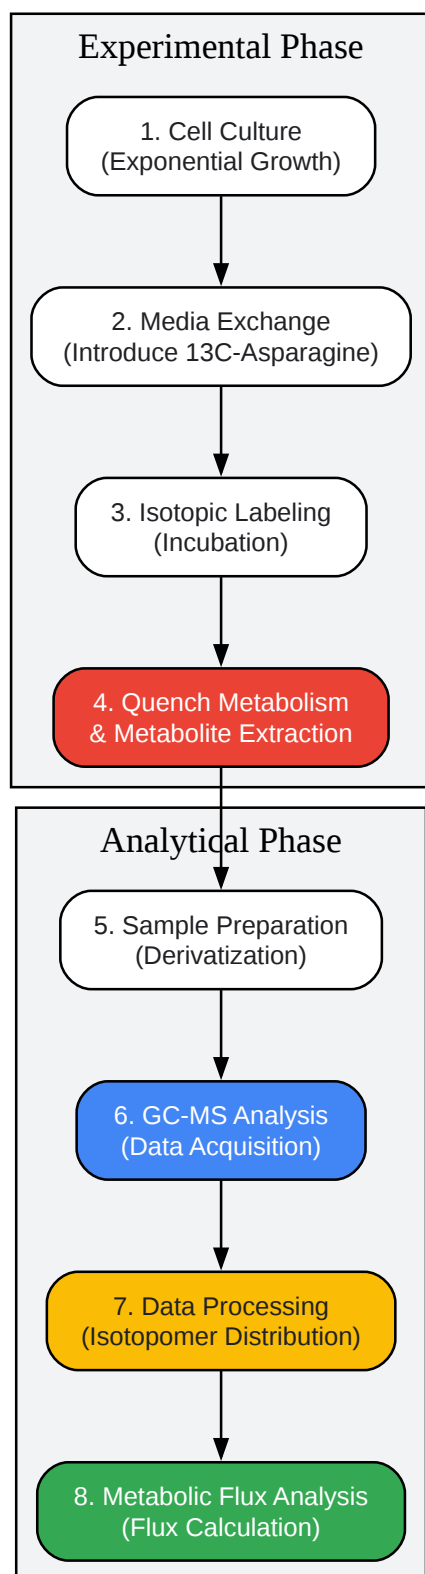 Experimental Phase
1. Cell Culture
(Exponential Growth)
2. Media Exchange
(Introduce 13C-Asparagine)
3. Isotopic Labeling
(Incubation)
4. Quench Metabolism
& Metabolite Extraction
Analytical Phase
5. Sample Preparation
(Derivatization)
6. GC-MS Analysis
(Data Acquisition)
7. Data Processing
(Isotopomer Distribution)
8. Metabolic Flux Analysis
(Flux Calculation)